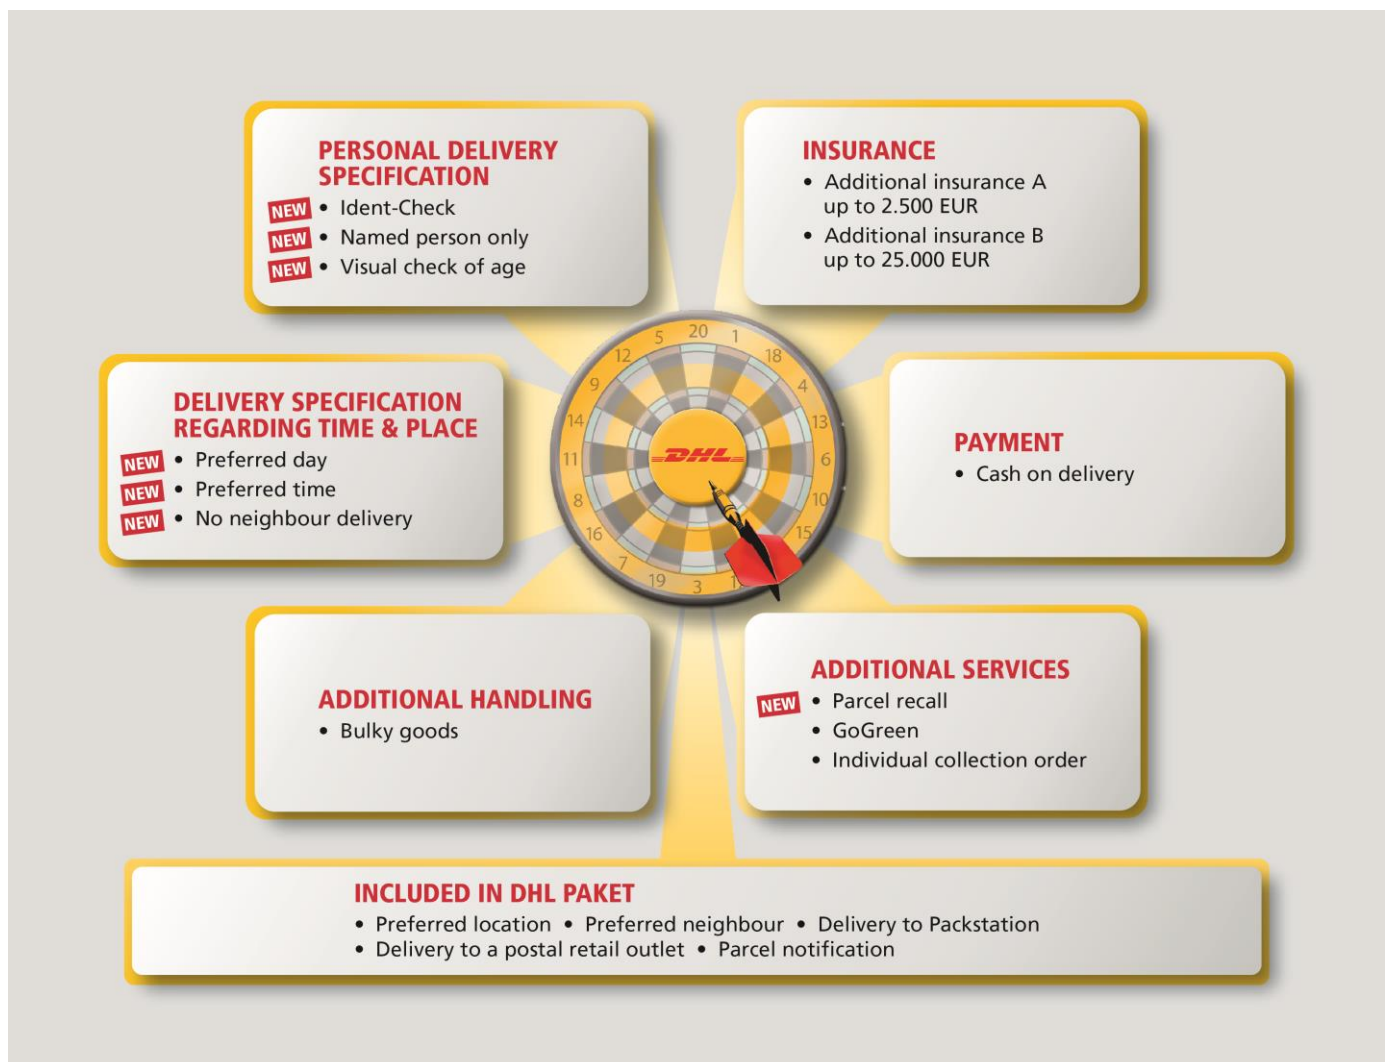 PERSONAL DELIVERY
SPECIFICATION
NEW • Ident-Check
NEW • Named person only
NEW • Visual check of age
INSURANCE
• Additional insurance A
up to 2.500 EUR
• Additional insurance B
up to 25.000 EUR
DELIVERY SPECIFICATION
REGARDING TIME & PLACE
NEW • Preferred day
NEW • Preferred time
NEW • No neighbour delivery
5 20 1
12 18
9 4
14 13
11 DHL 6
8 10
16 15
7
19 3
PAYMENT
• Cash on delivery
ADDITIONAL HANDLING
• Bulky goods
ADDITIONAL SERVICES
NEW • Parcel recall
• GoGreen
• Individual collection order
INCLUDED IN DHL PAKET
• Preferred location • Preferred neighbour • Delivery to Packstation
• Delivery to a postal retail outlet • Parcel notification